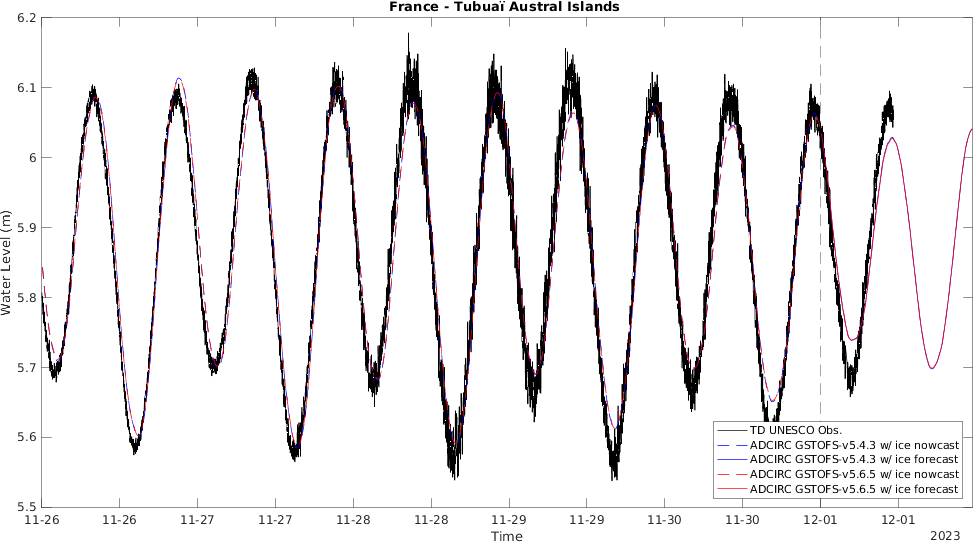 France - Tubuaï Austral Islands
6.2
6.1
6
5.9
5.8
5.7
5.6
5.5
Water Level (m)
TD UNESCO Obs.
ADCIRC GSTOFS-v5.4.3 w/ ice nowcast
ADCIRC GSTOFS-v5.4.3 w/ ice forecast
ADCIRC GSTOFS-v5.6.5 w/ ice nowcast
ADCIRC GSTOFS-v5.6.5 w/ ice forecast
11-26 11-26 11-27 11-27 11-28 11-28 11-29 11-29 11-30 11-30 12-01 12-01
Time
2023